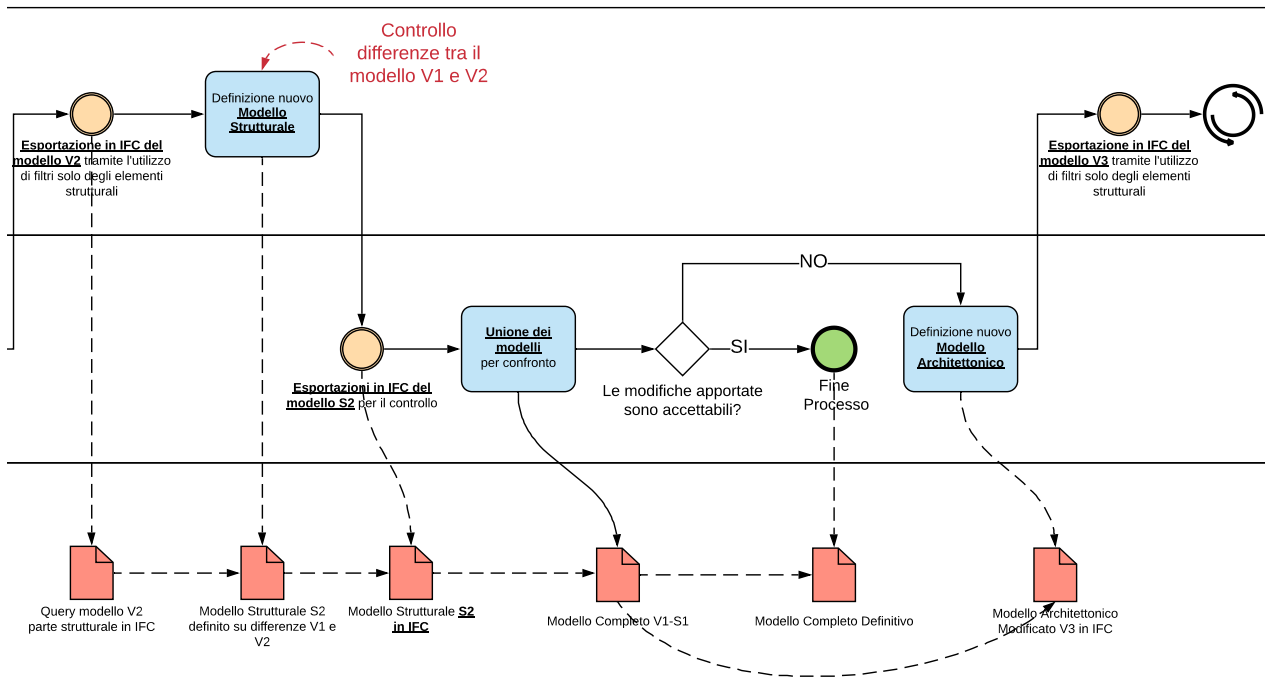 Controllo
differenze tra il
modello V1 e V2
Definizione nuovo
Modello
Strutturale
Esportazione in IFC del
modello V2 tramite l'utilizzo
di filtri solo degli elementi
strutturali
Esportazione in IFC del
modello V3 tramite l'utilizzo
di filtri solo degli elementi
strutturali
NO
Unione dei
modelli
per confronto
SI
Definizione nuovo
Modello
Architettonico
Esportazioni in IFC del
modello S2 per il controllo
Le modifiche apportate
sono accettabili?
Fine
Processo
Query modello V2
parte strutturale in IFC
Modello Strutturale S2
definito su differenze V1 e
V2
Modello Strutturale S2
in IFC
Modello Completo V1-S1
Modello Completo Definitivo
Modello Architettonico
Modificato V3 in IFC